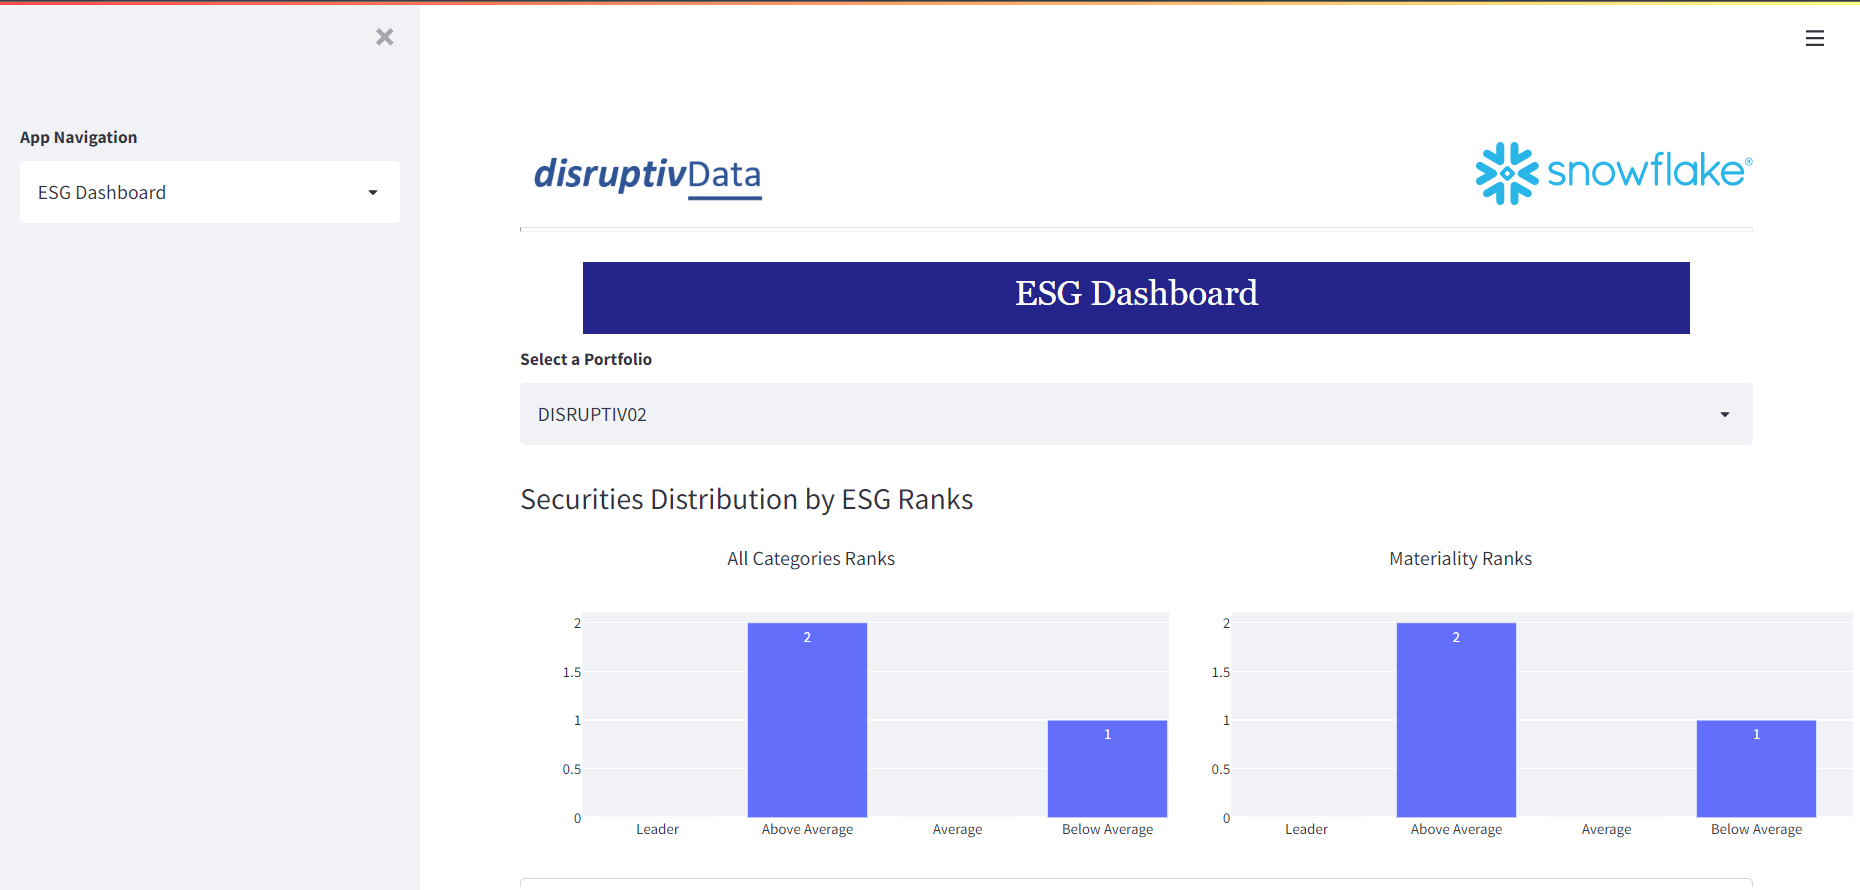 App Navigation
ESG Dashboard
disruptivData
snowflake®
ESG Dashboard
Select a Portfolio
DISRUPTIV02
Securities Distribution by ESG Ranks
All Categories Ranks
2
1.5
1
0.5
0
2
1
Leader Above Average Average Below Average
Materiality Ranks
2
1.5
1
0.5
0
2
1
Leader Above Average Average Below Average